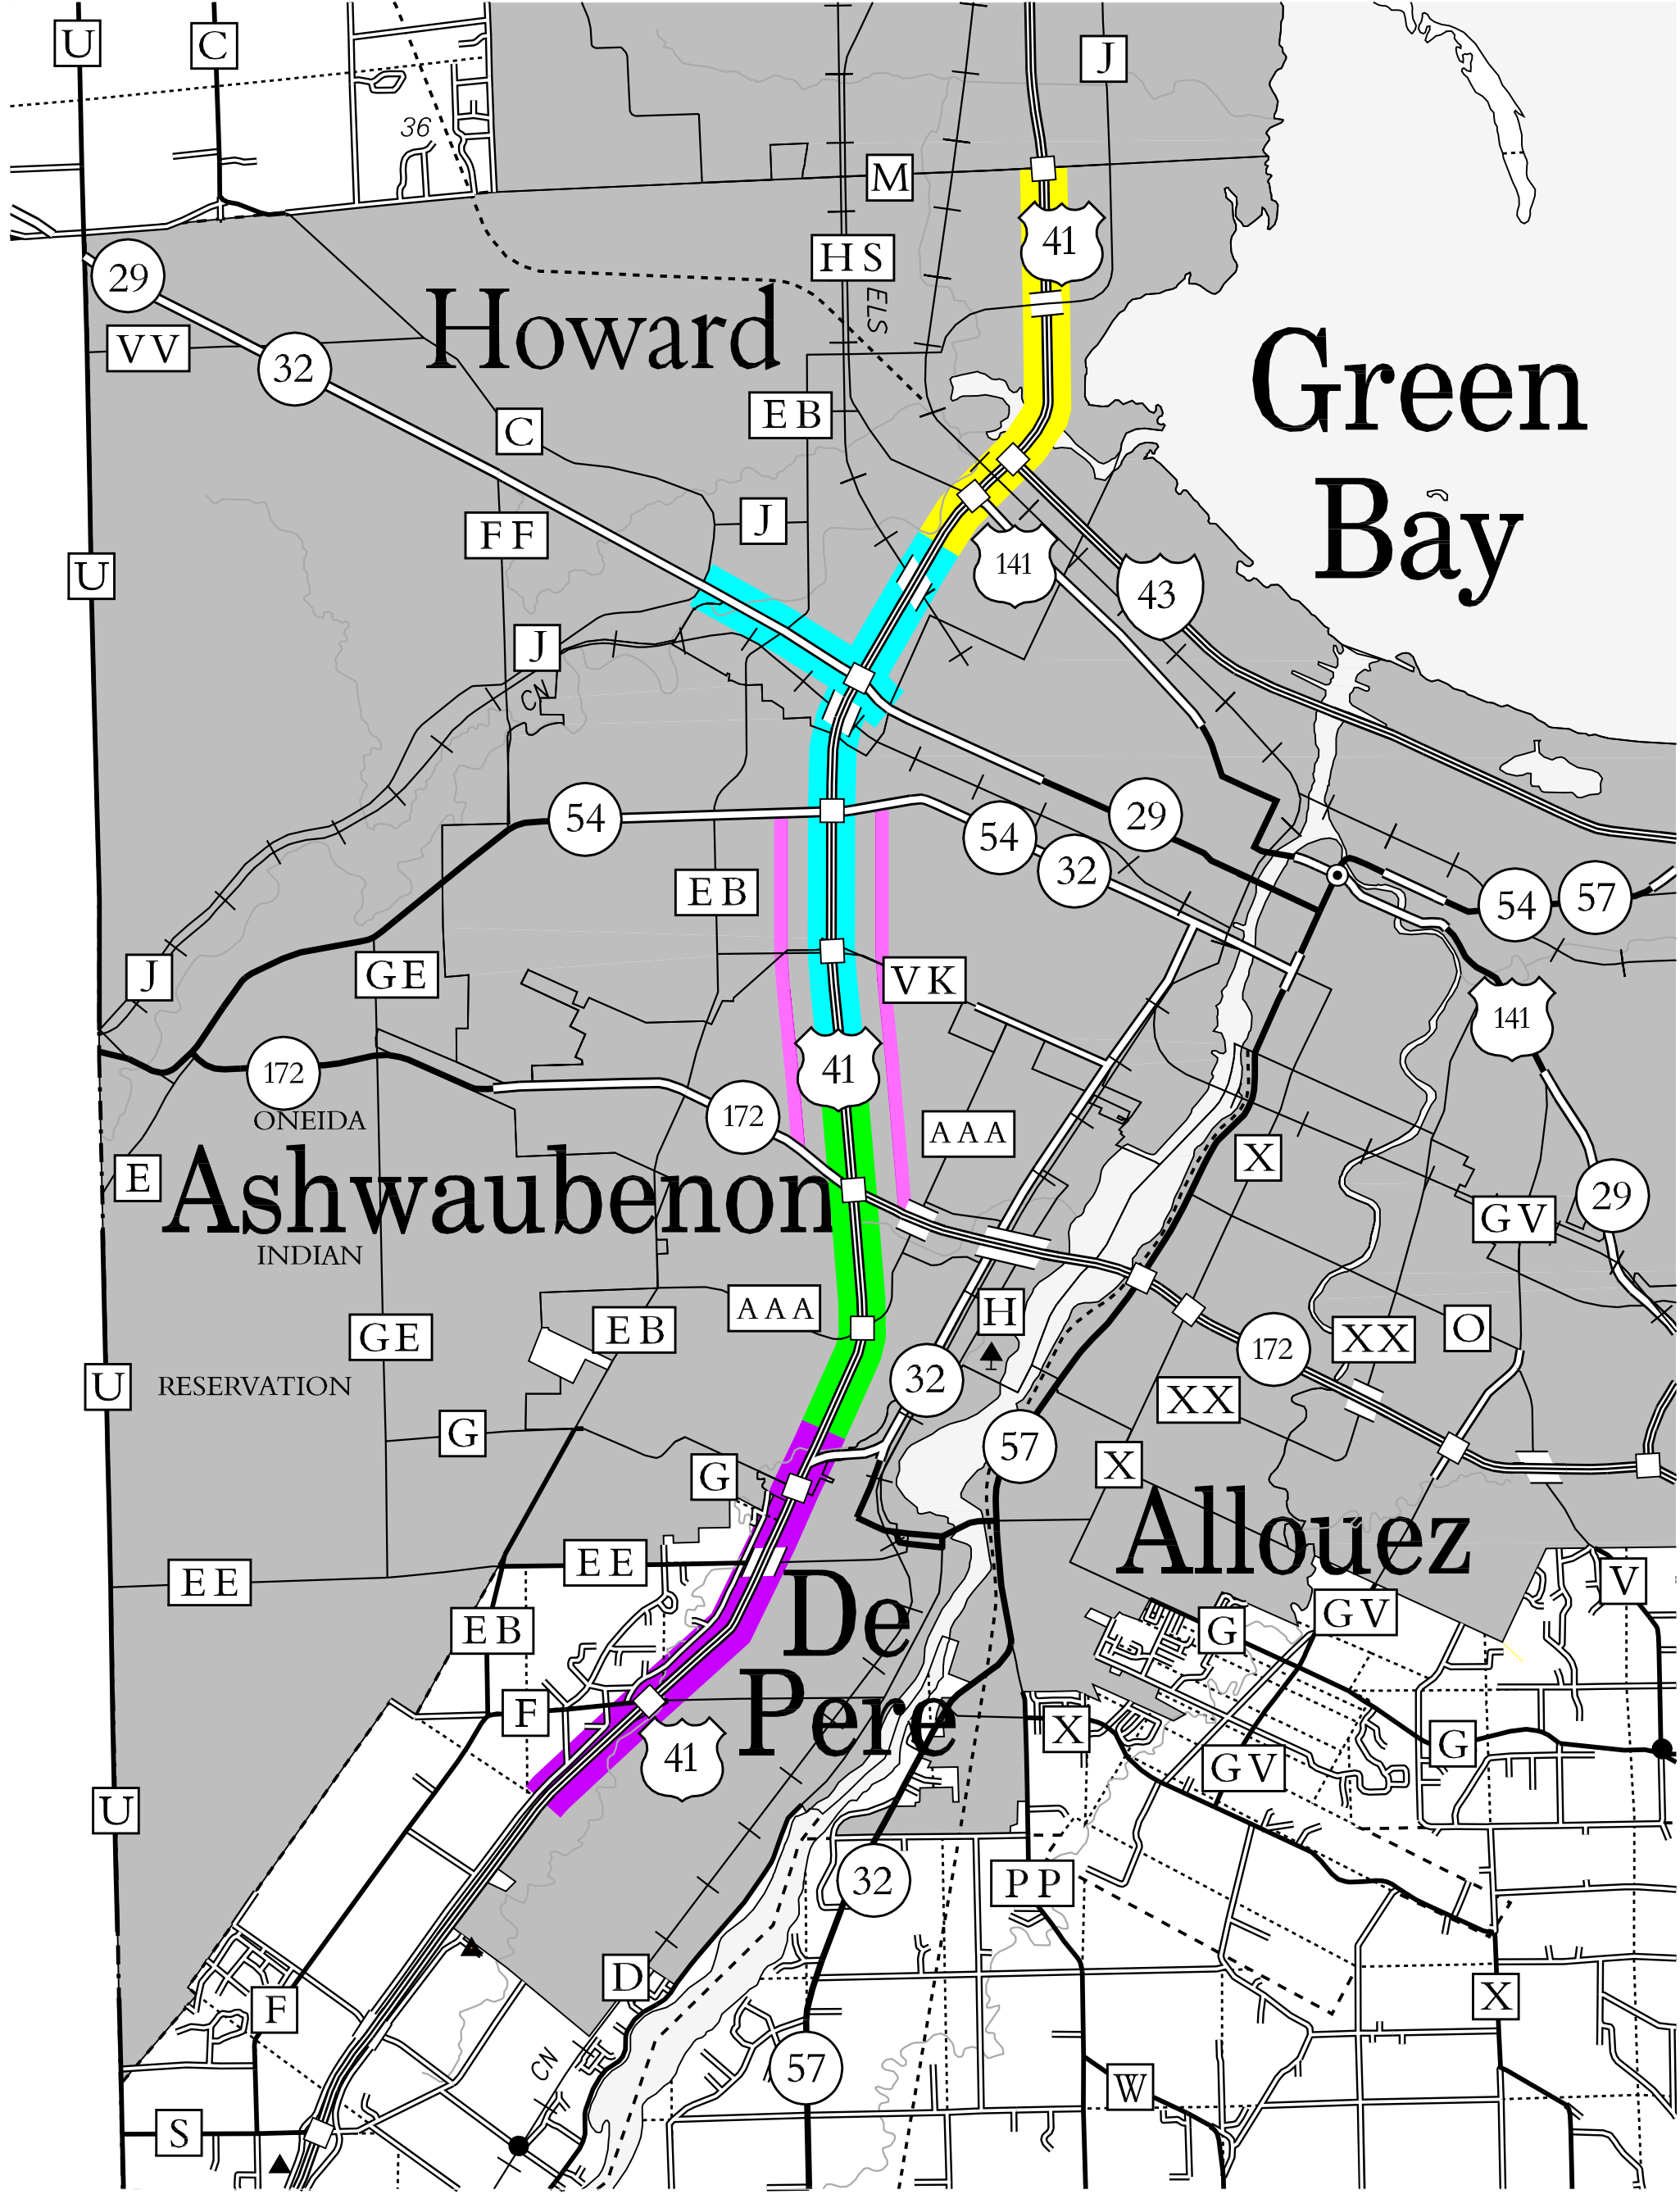 U
C
J
36
M
41
HS
ELS
29
VV
32
Howard
Green
Bay
EB
C
J
FF
141
43
U
J
CN
54
29
54
32
EB
54
57
J
GE
VK
141
41
172
172
ONEIDA
AAA
X
E
Ashwaubenon
29
GV
INDIAN
AAA
H
EB
GE
O
XX
172
U
RESERVATION
32
XX
G
57
X
G
Allouez
EE
EE
V
De
GV
EB
G
Pere
F
X
G
41
GV
U
32
PP
D
F
X
CN
57
W
S